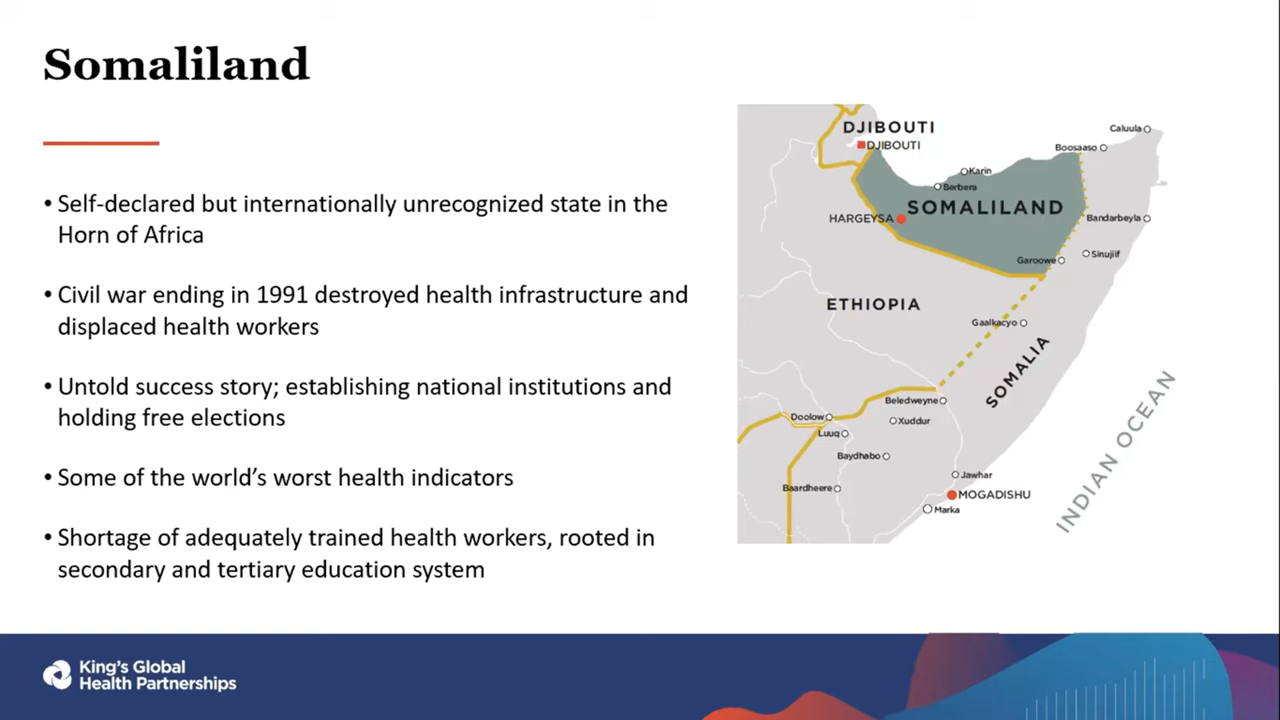 Somaliland
• Self-declared but internationally unrecognized state in the
Horn of Africa
• Civil war ending in 1991 destroyed health infrastructure and
displaced health workers
• Untold success story; establishing national institutions and
holding free elections
• Some of the world’s worst health indicators
• Shortage of adequately trained health workers, rooted in
secondary and tertiary education system
DJIBOUTI
DJIBOUTI
Caluula
Boosaaso
Karin
Berbera
SOMALILAND
HARGEYSA
Bandarbeyla
Garoowe
Sinujiif
ETHIOPIA
Gaalkacyo
SOMALIA
Beledweyne
Doolow
Xuddur
Luuq
Baydhabo
Jawhar
Baardheere
MOGADISHU
Marka
INDIAN OCEAN
King’s Global
Health Partnerships